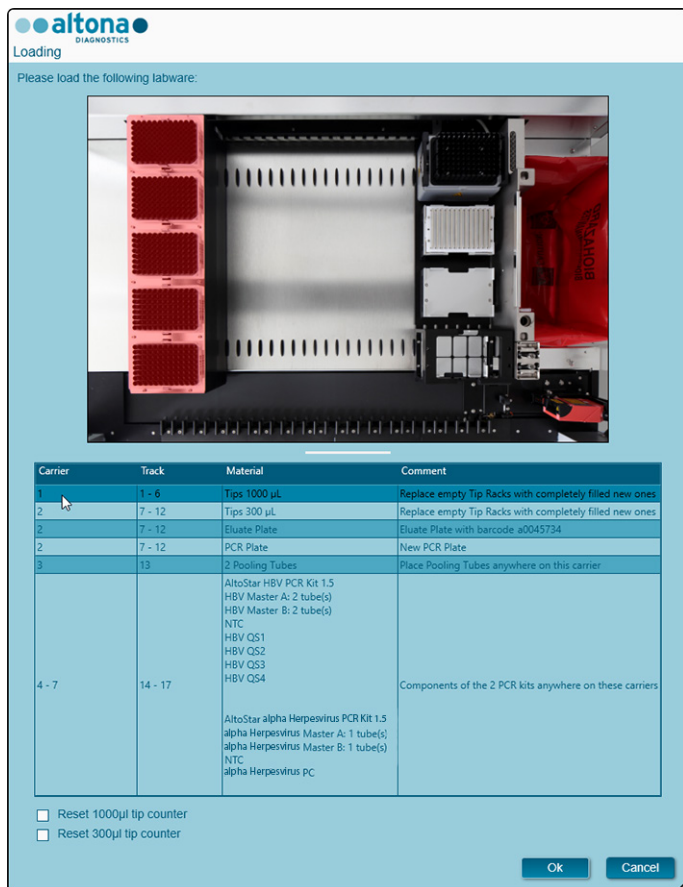 altona
DIAGNOSTICS
Loading
Please load the following labware:
BIOHAZARD
Carrier Track Material Comment
1 1 - 6 Tips 1000 µL Replace empty Tip Racks with completely filled new ones
2 7 - 12 Tips 300 µL Replace empty Tip Racks with completely filled new ones
2 7 - 12 Eluate Plate Eluate Plate with barcode a0045734
2 7 - 12 PCR Plate New PCR Plate
3 13 2 Pooling Tubes Place Pooling Tubes anywhere on this carrier
AltoStar HBV PCR Kit 1.5
HBV Master A: 2 tube(s)
HBV Master B: 2 tube(s)
NTC
HBV QS1
HBV QS2
HBV QS3
HBV QS4
4 - 7 14 - 17 Components of the 2 PCR kits anywhere on these carriers
AltoStar alpha Herpesvirus PCR Kit 1.5
alpha Herpesvirus Master A: 1 tube(s)
alpha Herpesvirus Master B: 1 tube(s)
NTC
alpha Herpesvirus PC
Reset 1000µl tip counter
Reset 300µl tip counter
Ok Cancel